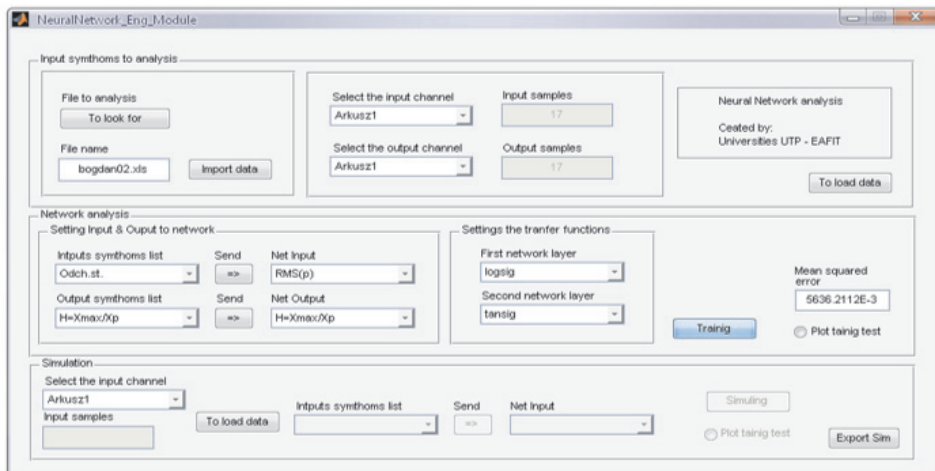 NeuralNetwork_Eng_Module
Input symthoms to analysis
File to analysis
To look for
File name
bogdan02.xls
Import data
Select the input channel
Arkusz1
Input samples
17
Select the output channel
Arkusz1
Output samples
17
Neural Network analysis
Ceated by:
Universities UTP - EAFIT
To load data
Network analysis
Setting Input & Ouput to network
Intputs symthoms list
Send
Net Input
Odch.st.
=>
RMS(p)
Output symthoms list
Send
Net Output
H=Xmax/Xp
=>
H=Xmax/Xp
Settings the tranfer functions
First network layer
logsig
Second network layer
tansig
Trainig
Mean squared
error
5636.2112E-3
Plot tainig test
Simulation
Select the input channel
Arkusz1
Input samples
To load data
Intputs symthoms list
Send
=>
Net Input
Simuling
Plot tainig test
Export Sim